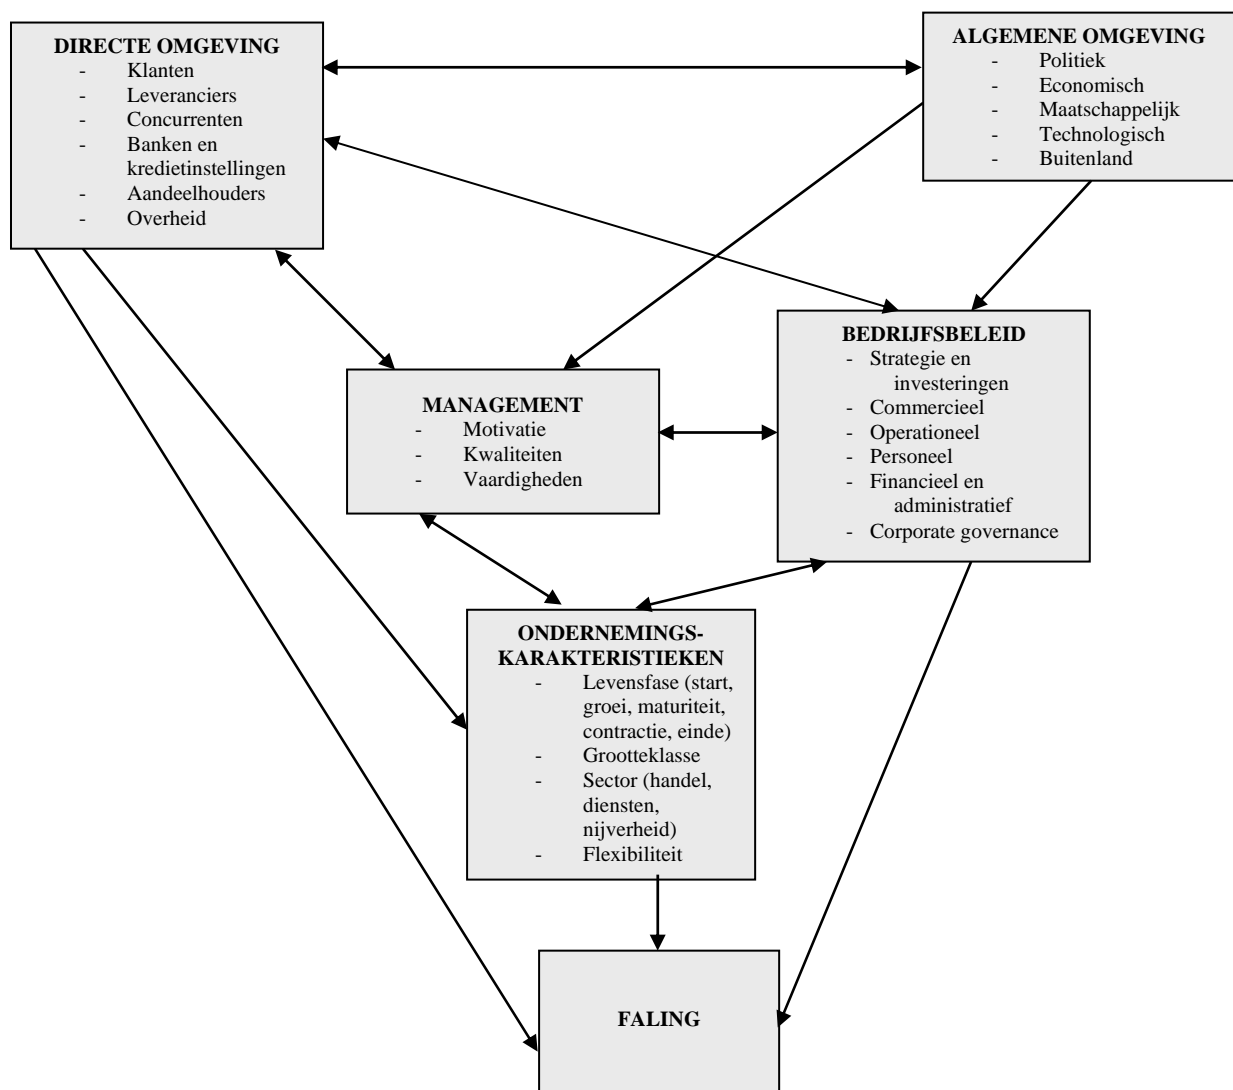 DIRECTE OMGEVING
- Klanten
- Leveranciers
- Concurrenten
- Banken en
kredietinstellingen
- Aandeelhouders
- Overheid
ALGEMENE OMGEVING
- Politiek
- Economisch
- Maatschappelijk
- Technologisch
- Buitenland
MANAGEMENT
- Motivatie
- Kwaliteiten
- Vaardigheden
BEDRIJFSBELEID
- Strategie en
investeringen
- Commercieel
- Operationeel
- Personeel
- Financieel en
administratief
- Corporate governance
ONDERNEMINGS-
KARAKTERISTIEKEN
- Levensfase (start,
groei, maturiteit,
contractie, einde)
- Grootteklasse
- Sector (handel,
diensten,
nijverheid)
- Flexibiliteit
FALING